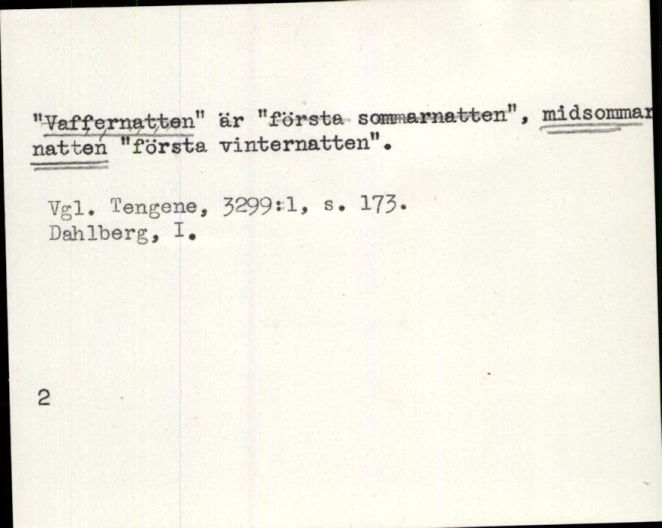 "Vaffernatten" är "första sommarnatten", midsommar
natten "första vinternatten".
Vgl. Tengene, 3299:1, s. 173.
Dahlberg, I.
2